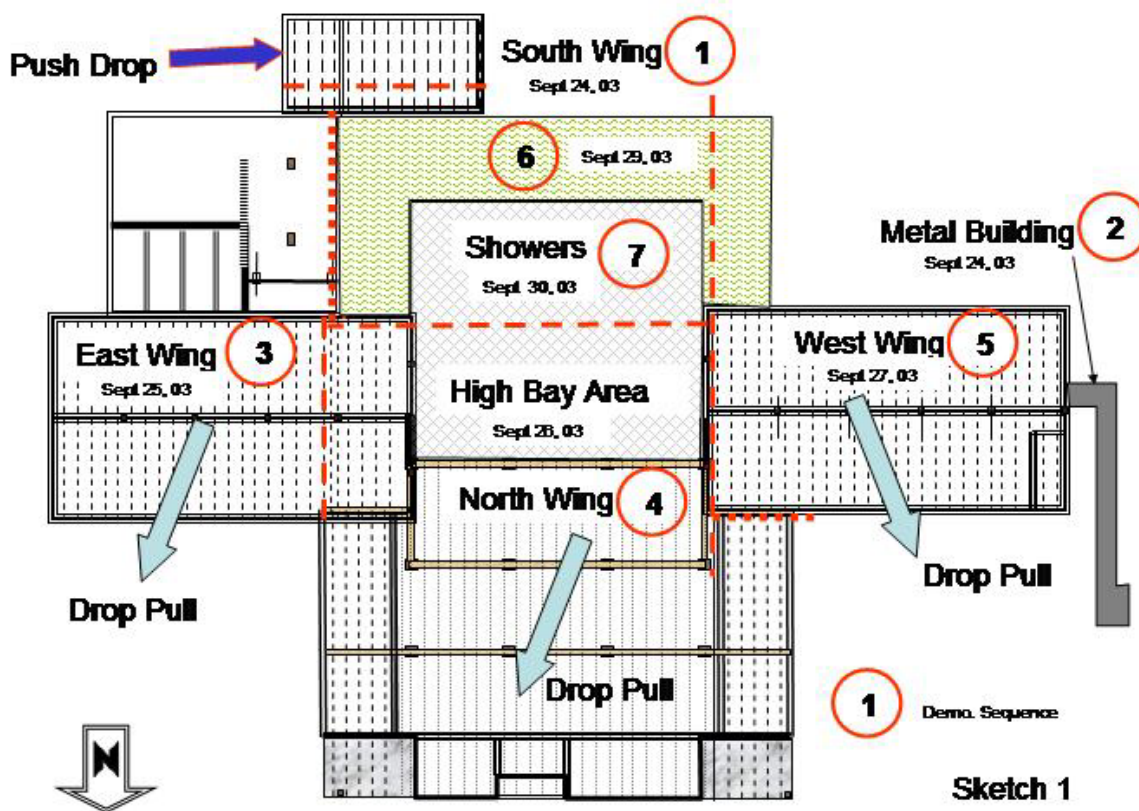 Push Drop
South Wing 1
Sept 24, 03
6 Sept 29, 03
Showers 7
Sept 30, 03
Metal Building 2
Sept 24, 03
East Wing 3
Sept 25, 03
West Wing 5
Sept 27, 03
High Bay Area
Sept 26, 03
North Wing 4
Drop Pull
Drop Pull
Drop Pull
1 Demo. Sequence
N
Sketch 1